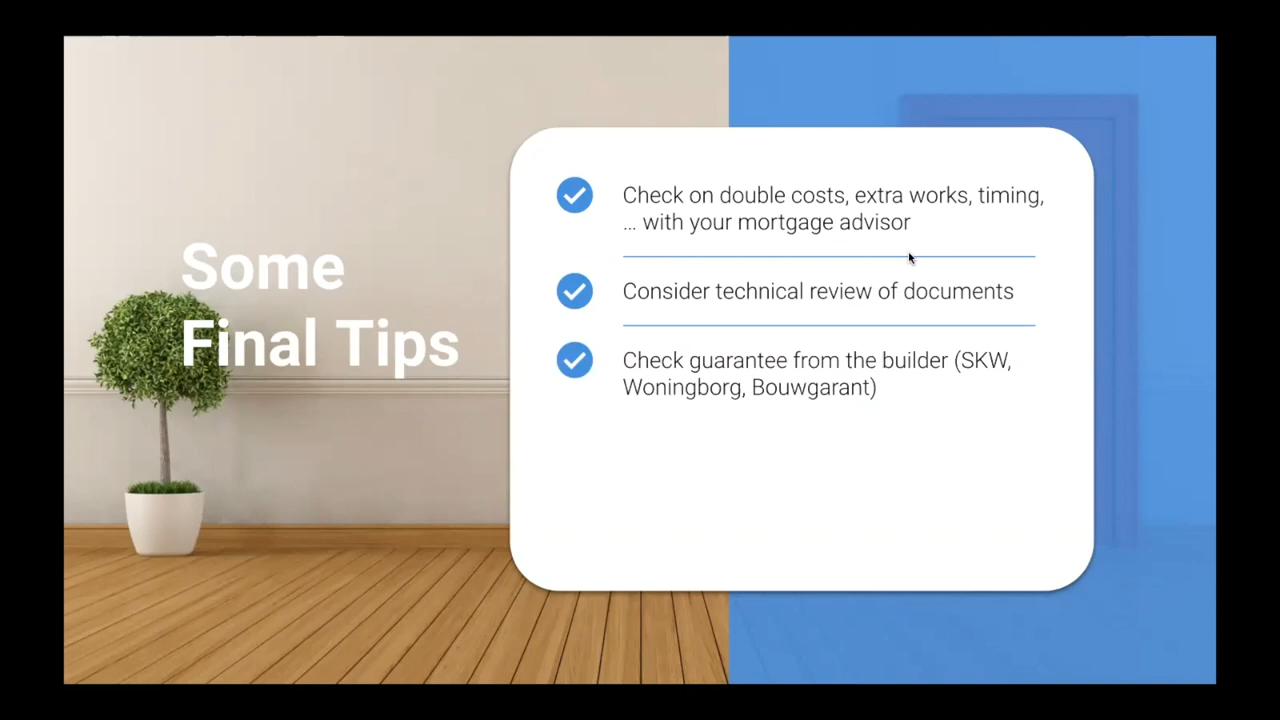 Some
Final Tips
Check on double costs, extra works, timing,
... with your mortgage advisor
Consider technical review of documents
Check guarantee from the builder (SKW,
Woningborg, Bouwgarant)